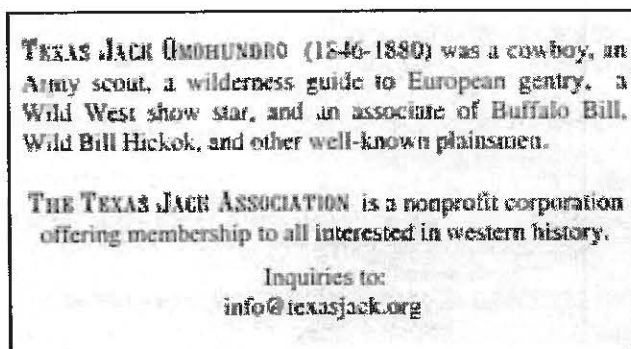 TEXAS JACK OMOHUNDRO (1846-1880) was a cowboy, an
Army scout, a wilderness guide to European gentry, a
Wild West show star, and an associate of Buffalo Bill,
Wild Bill Hickok, and other well-known plainsmen.
THE TEXAS JACK ASSOCIATION is a nonprofit corporation
offering membership to all interested in western history.
Inquiries to:
info@texasjack.org